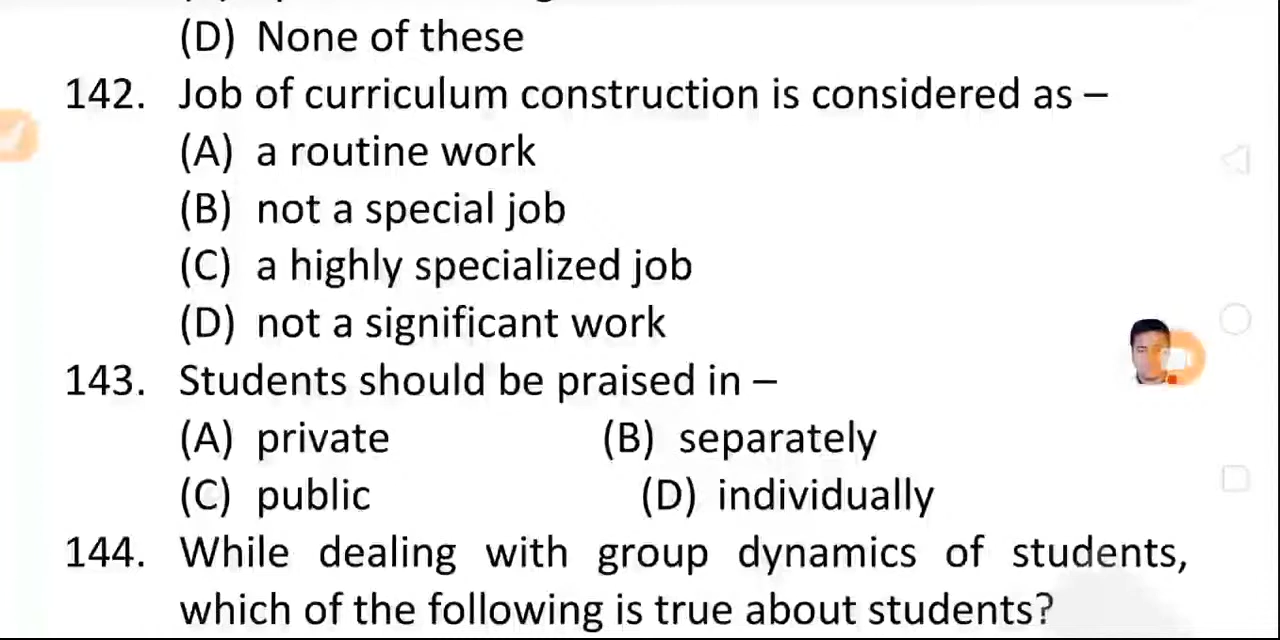 (D) None of these
142. Job of curriculum construction is considered as –
(A) a routine work
(B) not a special job
(C) a highly specialized job
(D) not a significant work
143. Students should be praised in –
(A) private (B) separately
(C) public (D) individually
144. While dealing with group dynamics of students,
which of the following is true about students?